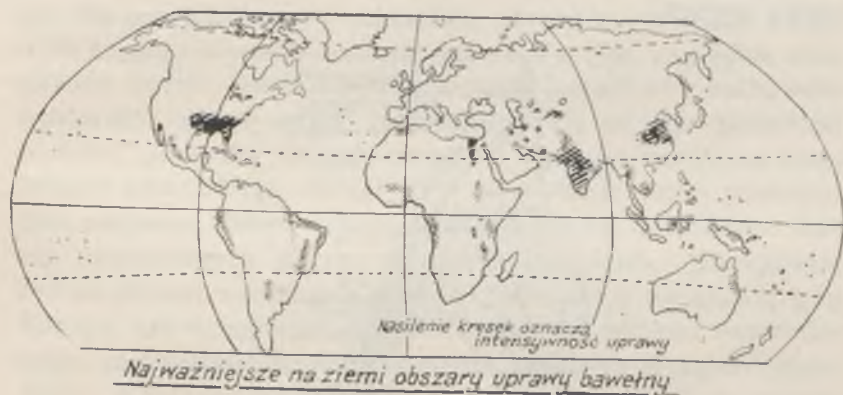 Nasilenie kresek oznacza
intensywność uprawy
Najważniejsze na ziemi obszary uprawy bawełny